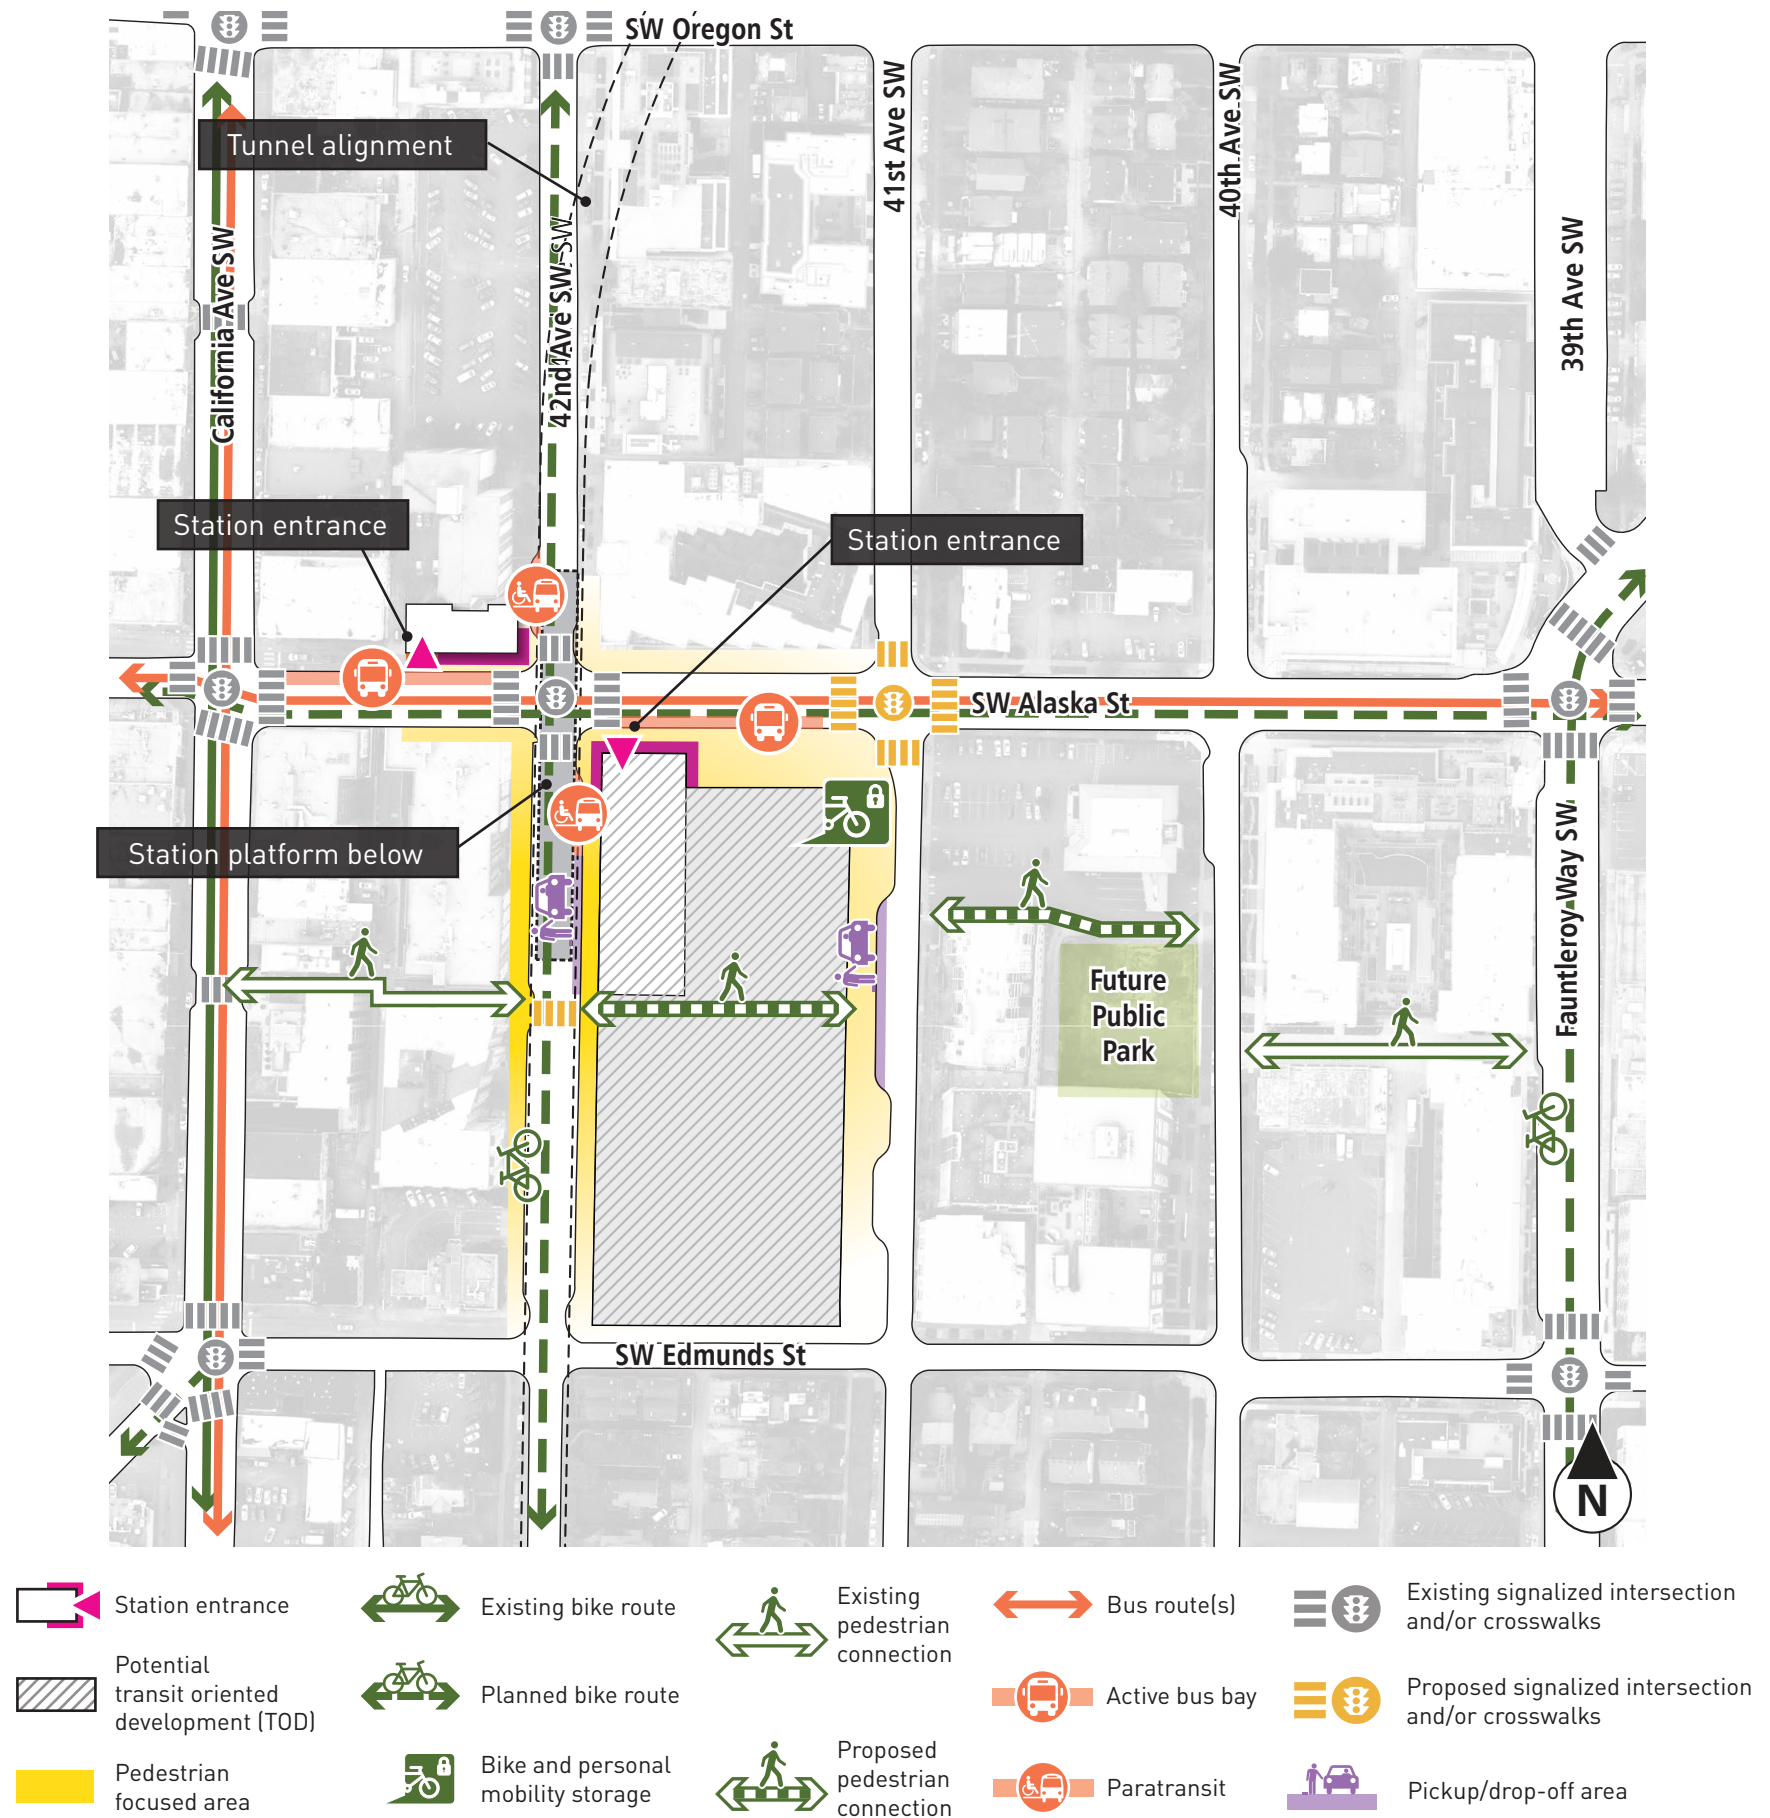 SW Oregon St
Tunnel alignment
41st Ave SW
40th Ave SW
39th Ave SW
California Ave SW
42nd Ave SW
Station entrance
Station entrance
SW Alaska St
Station platform below
Future
Public
Park
Fauntleroy Way SW
SW Edmunds St
N
Station entrance
Potential
transit oriented
development (TOD)
Pedestrian
focused area
Existing bike route
Planned bike route
Bike and personal
mobility storage
Existing
pedestrian
connection
Proposed
pedestrian
connection
Bus route(s)
Active bus bay
Paratransit
Existing signalized intersection
and/or crosswalks
Proposed signalized intersection
and/or crosswalks
Pickup/drop-off area